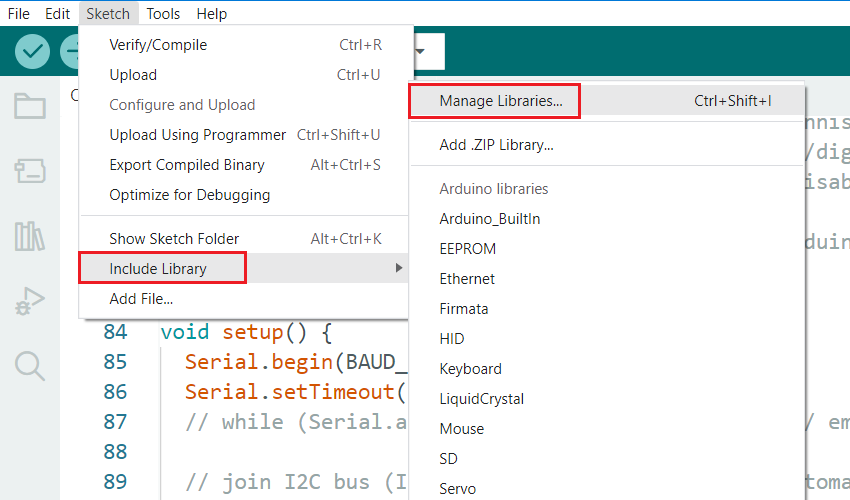 File Edit Sketch Tools Help
Verify/Compile Ctrl+R
Upload Ctrl+U
Configure and Upload
Upload Using Programmer Ctrl+Shift+U
Export Compiled Binary Alt+Ctrl+S
Optimize for Debugging
Show Sketch Folder Alt+Ctrl+K
Include Library
Add File...
Manage Libraries... Ctrl+Shift+I
Add .ZIP Library...
Arduino libraries
Arduino_BuiltIn
EEPROM
Ethernet
Firmata
HID
Keyboard
LiquidCrystal
Mouse
SD
Servo
nnis
/dig
isab
duin
84 void setup() {
85 Serial.begin(BAUD_
86 Serial.setTimeout(
87 // while (Serial.a / em
88
89 // join I2C bus (I toma